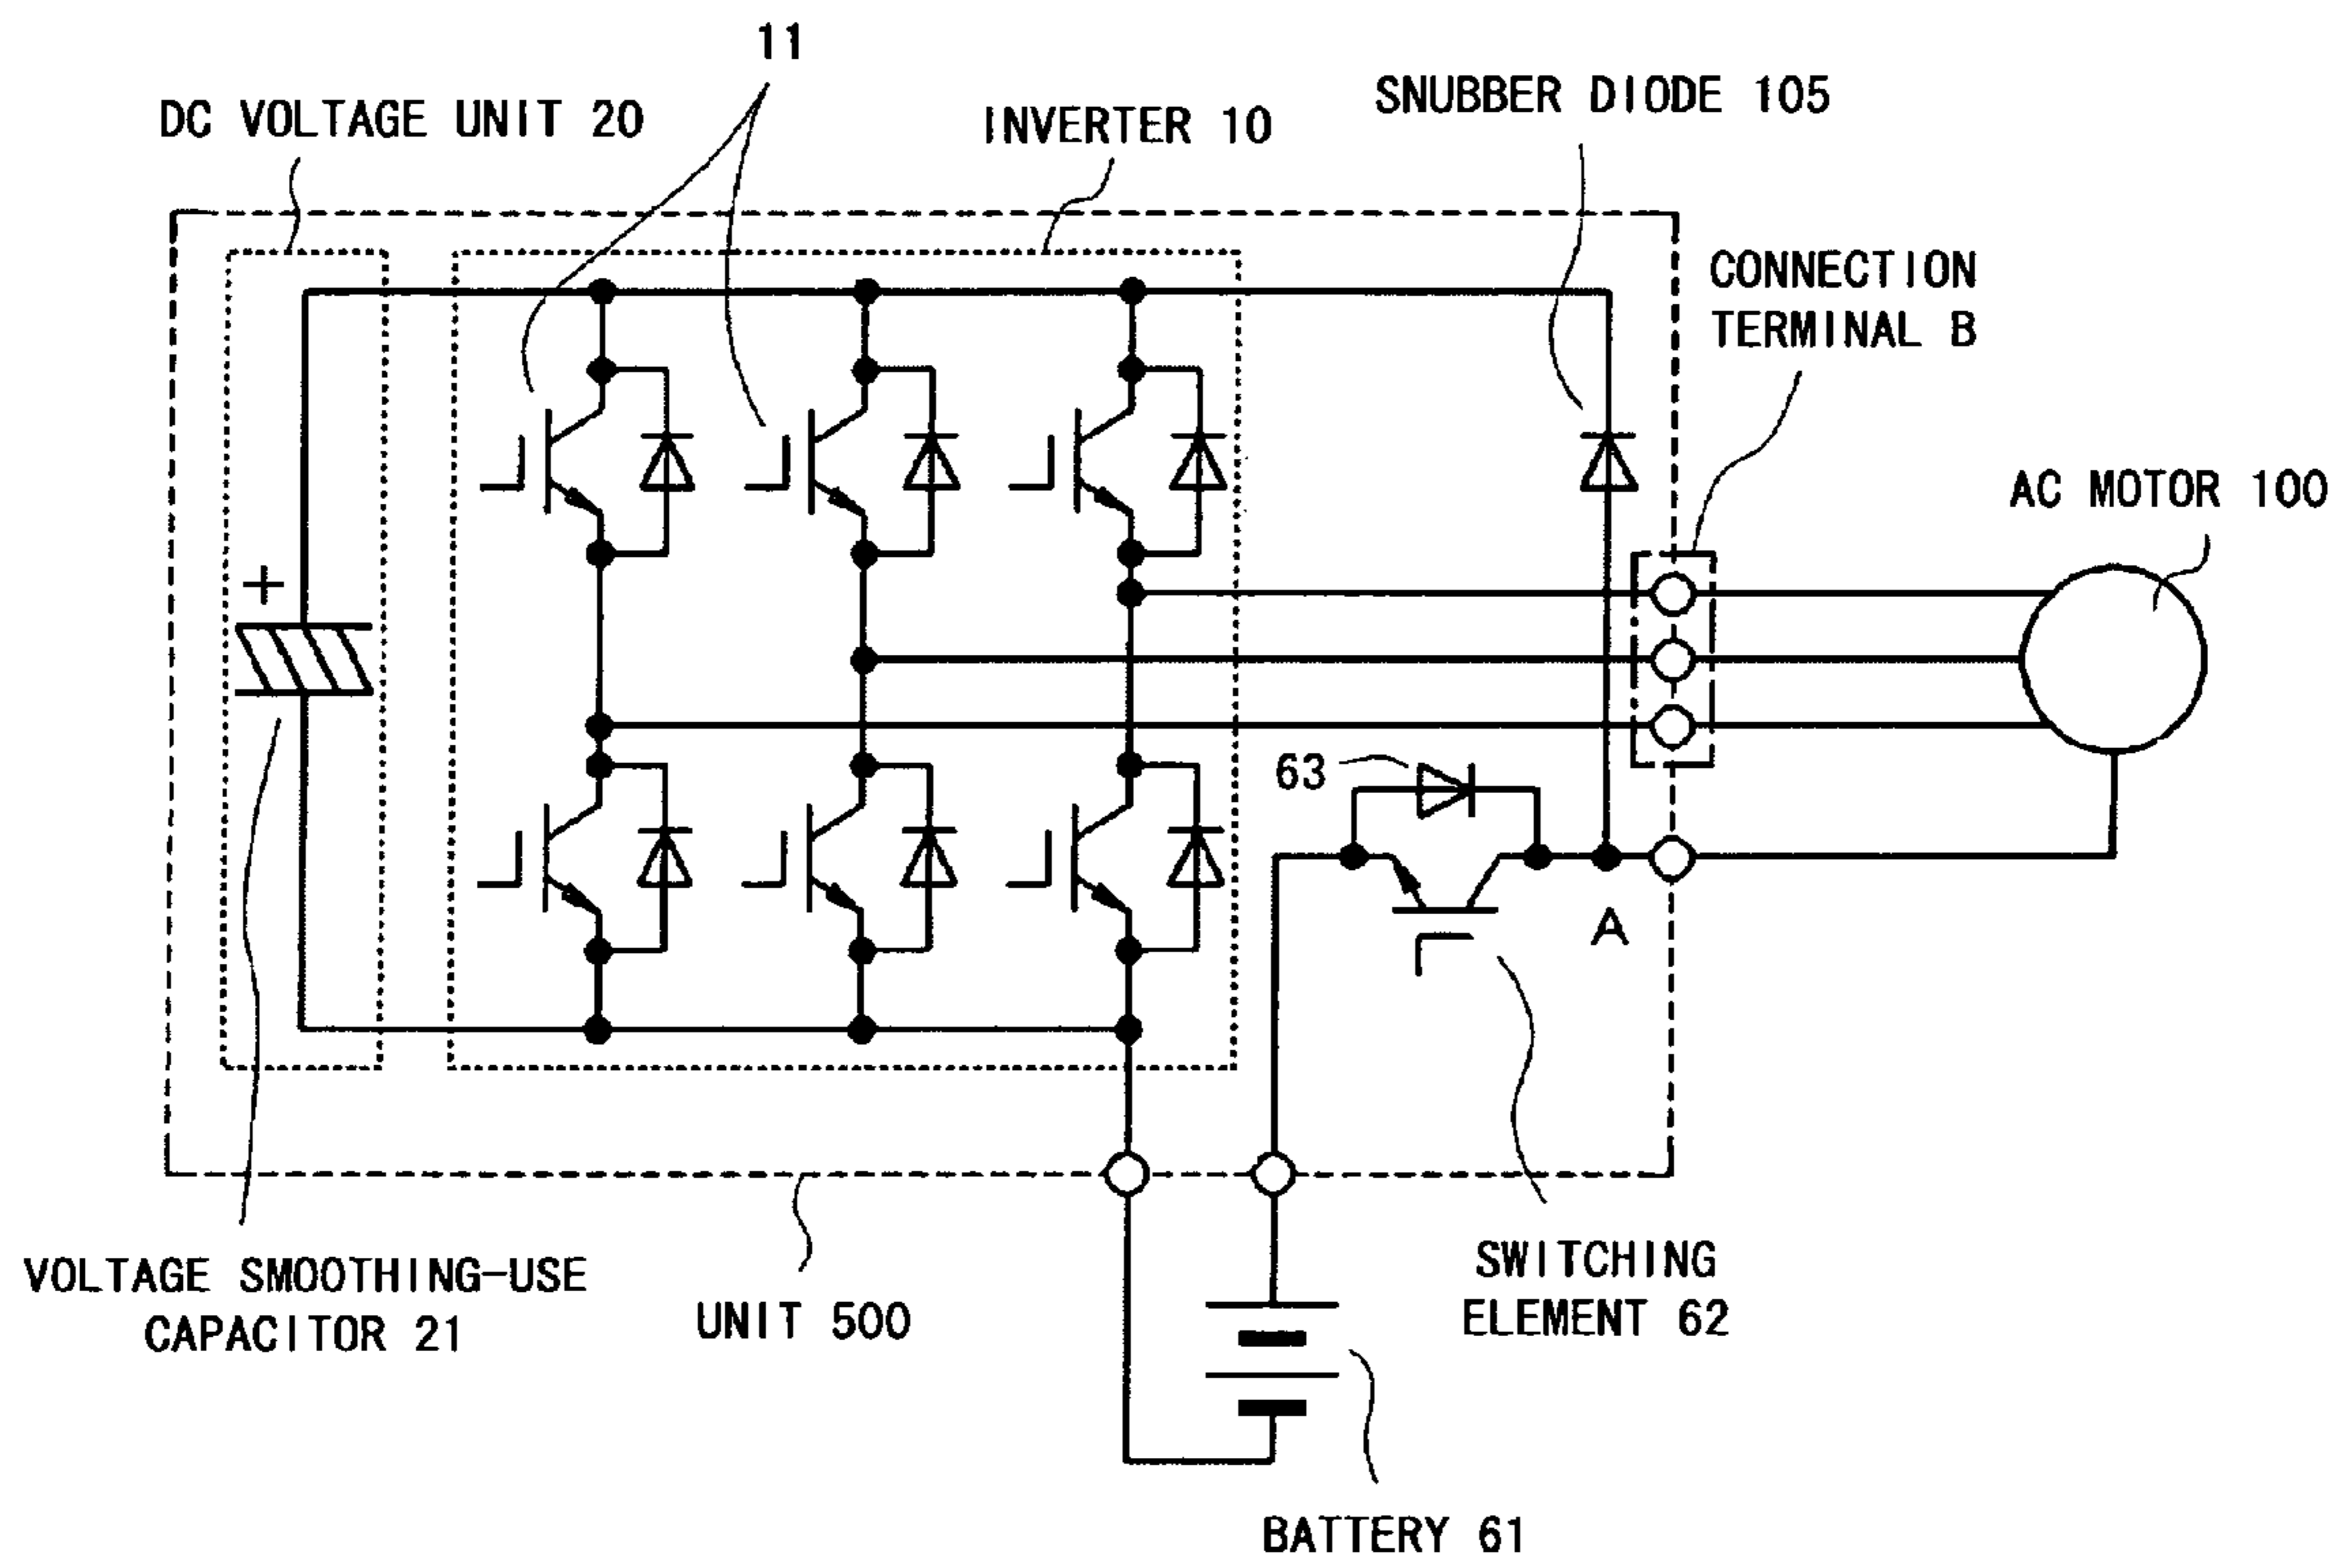 11
DC VOLTAGE UNIT 20
INVERTER 10
SNUBBER DIODE 105
CONNECTION
TERMINAL B
AC MOTOR 100
+
63
A
VOLTAGE SMOOTHING-USE
CAPACITOR 21
UNIT 500
SWITCHING
ELEMENT 62
BATTERY 61